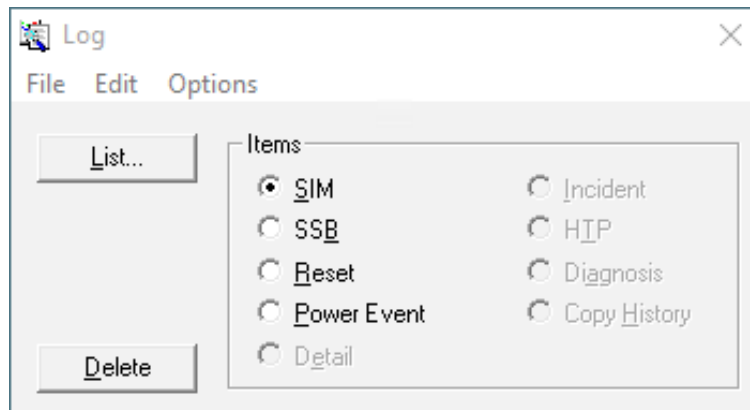 Log
File Edit Options
List...
Items
SIM
Incident
SSB
HTP
Reset
Diagnosis
Power Event
Copy History
Detail
Delete